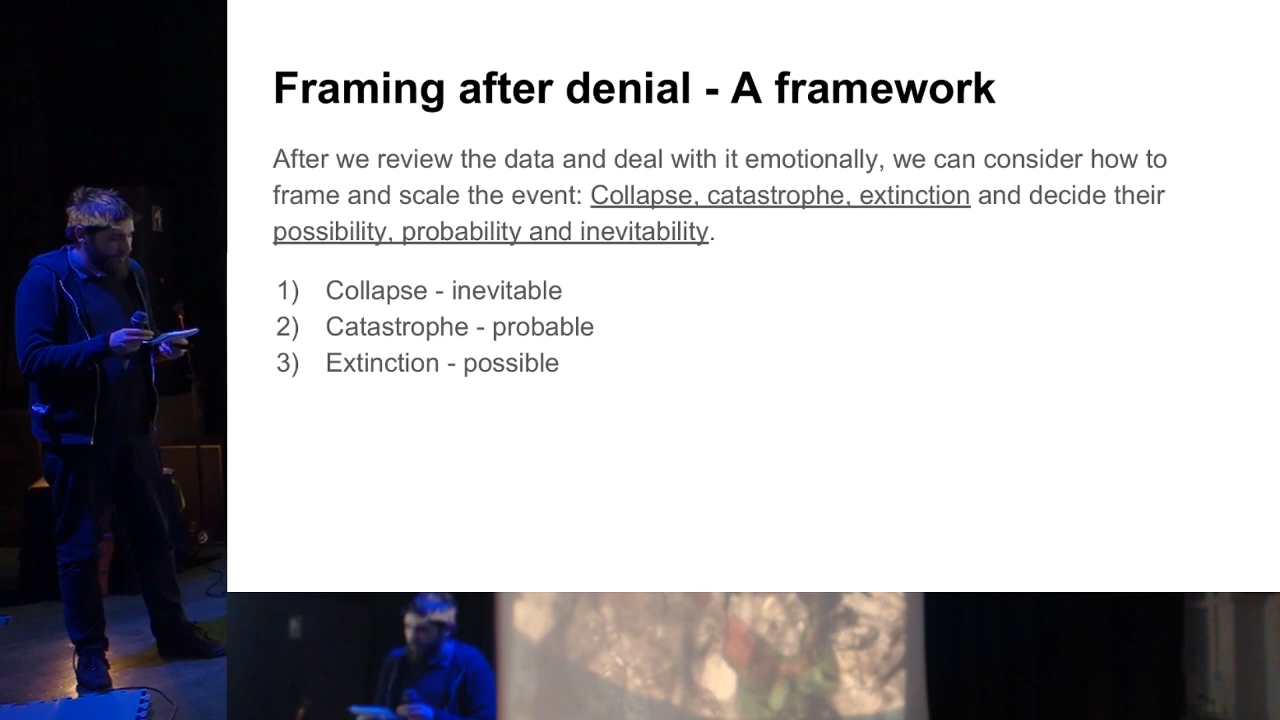 Framing after denial - A framework
After we review the data and deal with it emotionally, we can consider how to
frame and scale the event: Collapse, catastrophe, extinction and decide their
possibility, probability and inevitability.
1) Collapse - inevitable
2) Catastrophe - probable
3) Extinction - possible